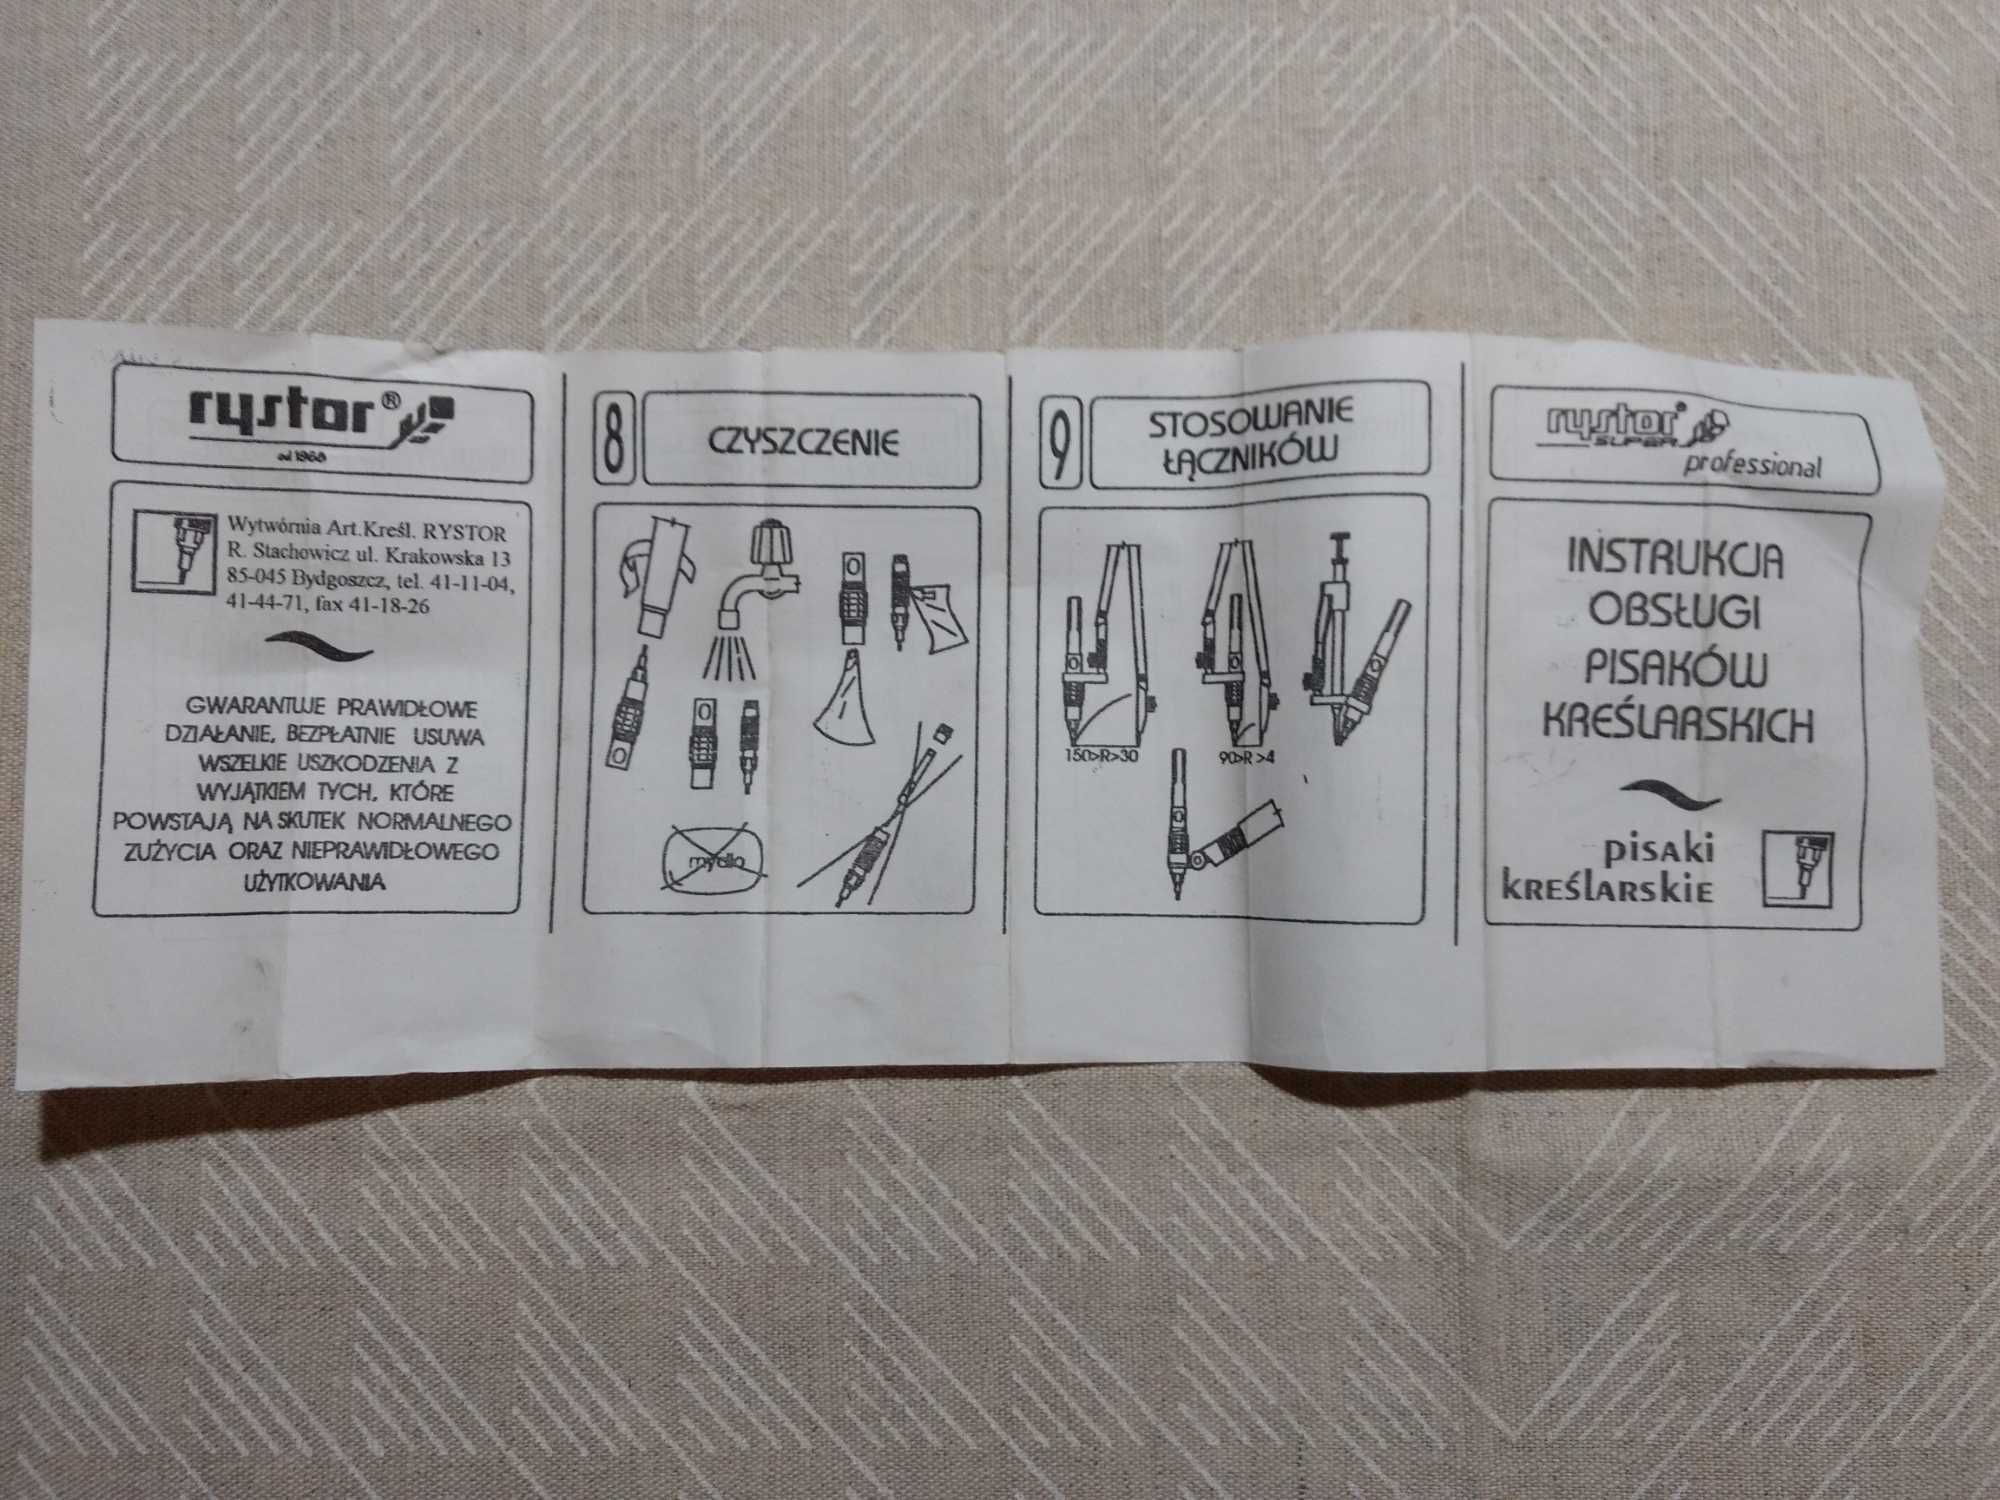 rystor®
od 1968
Wytwórnia Art.Kreśl. RYSTOR
R. Stachowicz ul. Krakowska 13
85-045 Bydgoszcz, tel. 41-11-04,
41-44-71, fax 41-18-26
GWARANTUJE PRAWIDŁOWE
DZIAŁANIE, BEZPŁATNIE USUWA
WSZELKIE USZKODZENIA Z
WYJĄTKIEM TYCH, KTÓRE
POWSTAJĄ NA SKUTEK NORMALNEGO
ZUŻYCIA ORAZ NIEPRAWIDŁOWEGO
UŻYTKOWANIA
8
CZYSZCZENIE
mydło
9
STOSOWANIE
ŁĄCZNIKÓW
150>R>30
90>R>4
rystor®
SUPER
professional
INSTRUKCJA
OBSŁUGI
PISAKÓW
KREŚLARSKICH
pisaki
kreślarskie